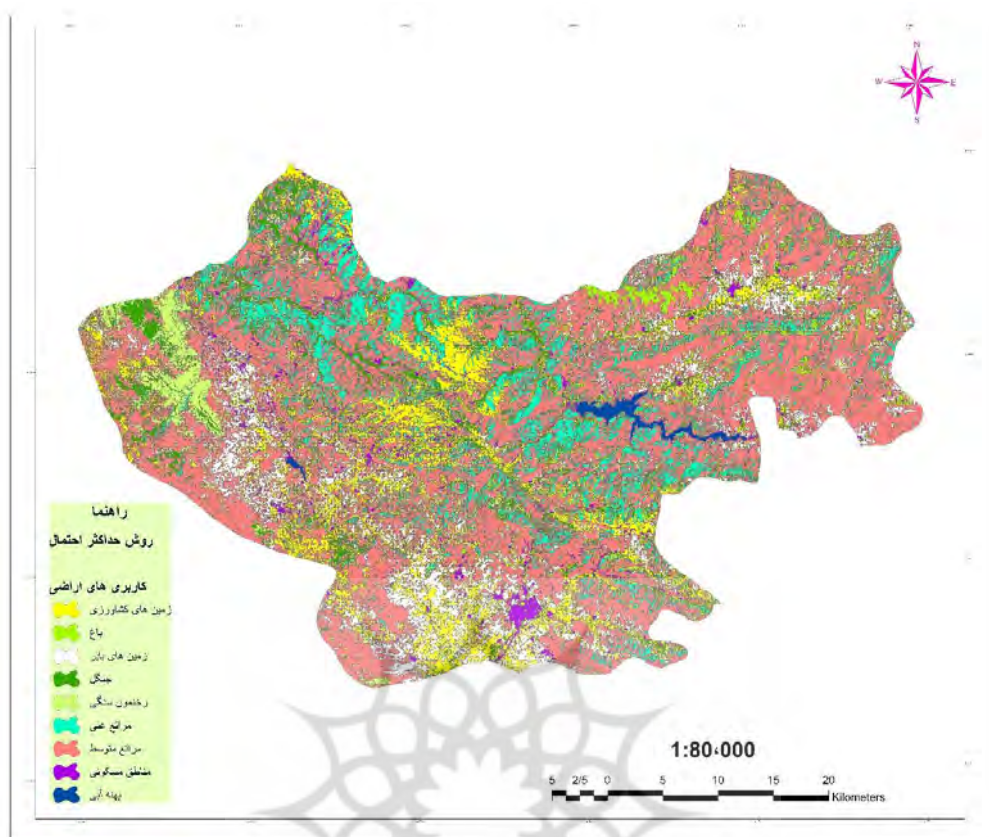 N
W E
S
راهنما
روش حداکثر احتمال
کاربری های اراضی
زمین های کشاورزی
باغ
زمین های بایر
جنگل
رخنمون سنگی
مراتع غنی
مراتع متوسط
مناطق مسکونی
پهنه آبی
1:80،000
5 2/5 0 5 10 15 20
Kilometers